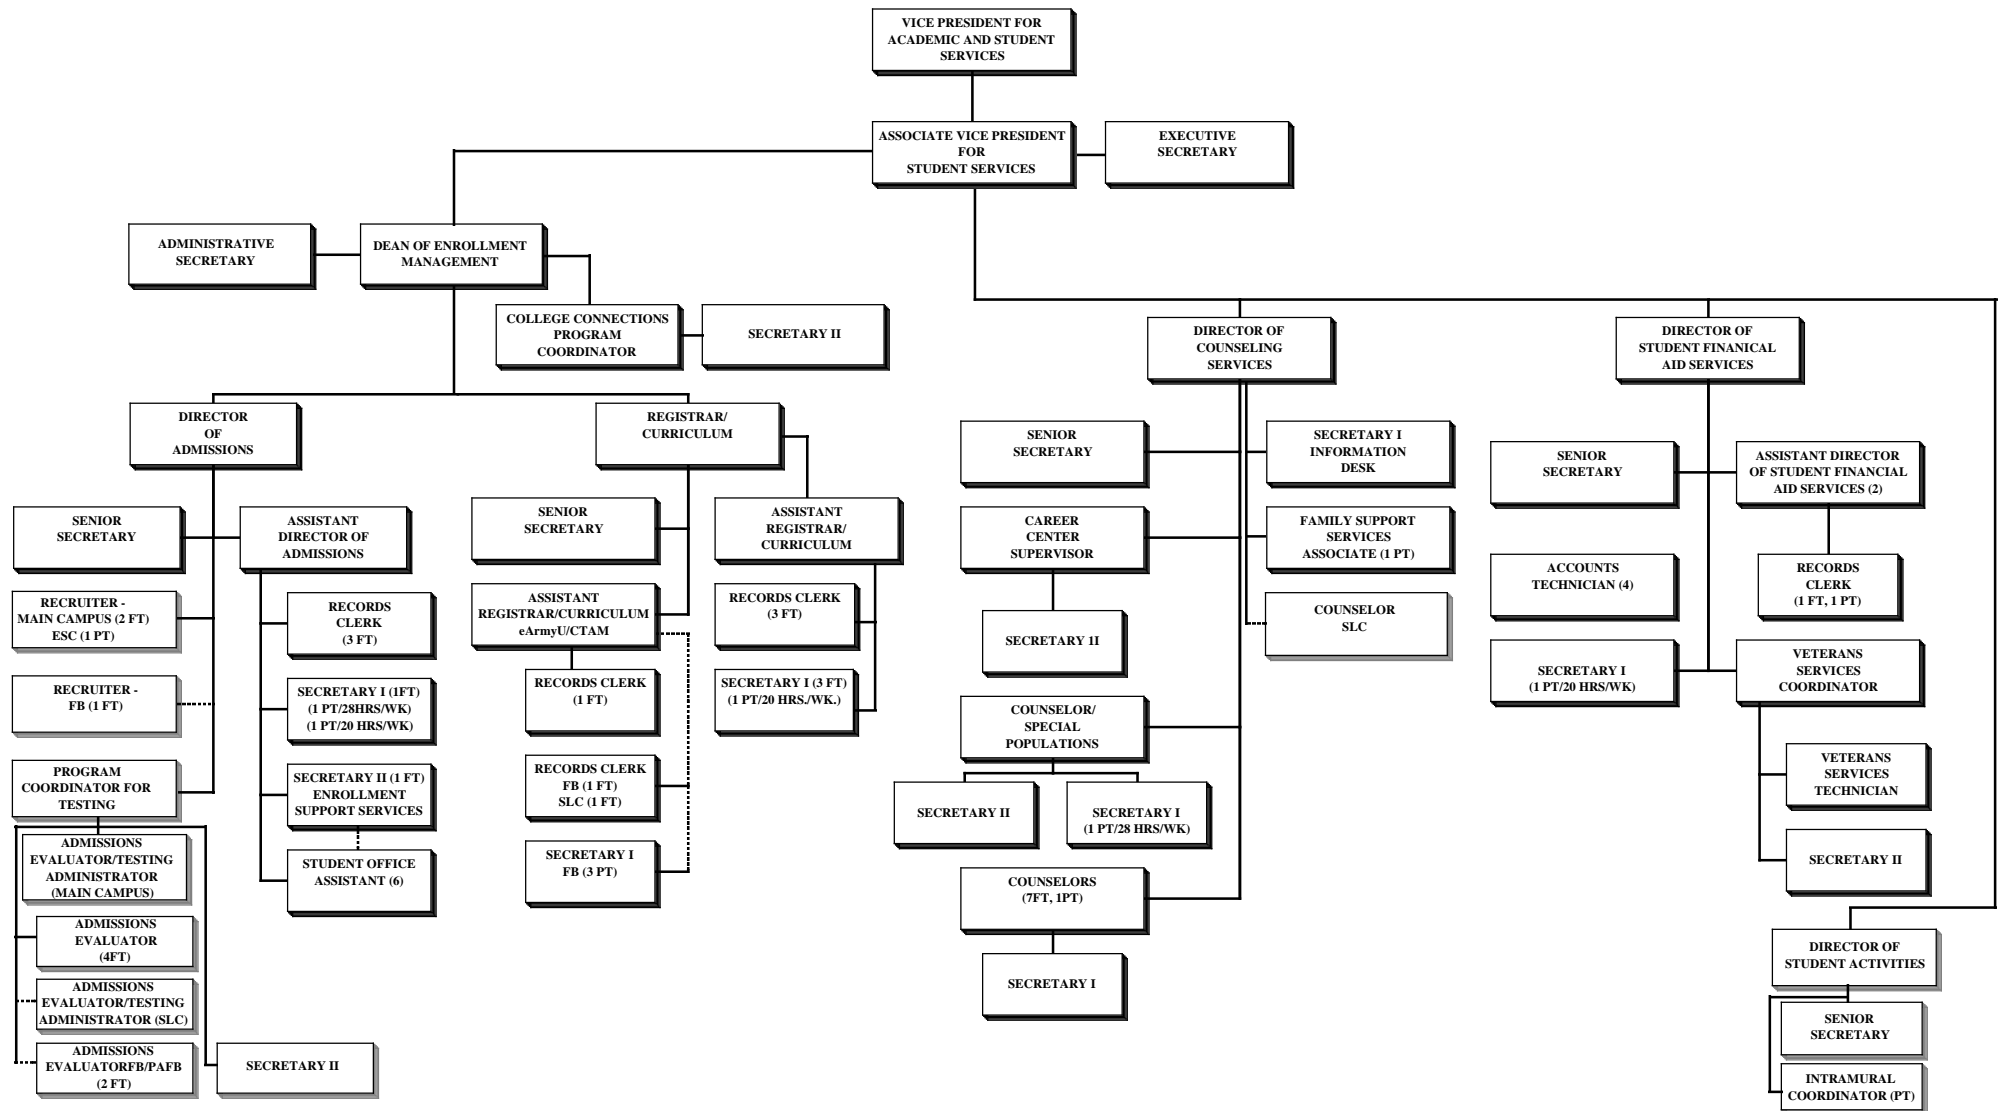 VICE PRESIDENT FOR
ACADEMIC AND STUDENT
SERVICES
ASSOCIATE VICE PRESIDENT
FOR
STUDENT SERVICES
EXECUTIVE
SECRETARY
ADMINISTRATIVE
SECRETARY
DEAN OF ENROLLMENT
MANAGEMENT
COLLEGE CONNECTIONS
PROGRAM
COORDINATOR
SECRETARY II
DIRECTOR
OF
ADMISSIONS
SENIOR
SECRETARY
ASSISTANT
DIRECTOR OF
ADMISSIONS
RECRUITER -
MAIN CAMPUS (2 FT)
ESC (1 PT)
RECRUITER -
FB (1 FT)
PROGRAM
COORDINATOR FOR
TESTING
ADMISSIONS
EVALUATOR/TESTING
ADMINISTRATOR
(MAIN CAMPUS)
ADMISSIONS
EVALUATOR
(4FT)
ADMISSIONS
EVALUATOR/TESTING
ADMINISTRATOR (SLC)
ADMISSIONS
EVALUATORFB/PAFB
(2 FT)
SECRETARY II
RECORDS
CLERK
(3 FT)
SECRETARY I (1FT)
(1 PT/28HRS/WK)
(1 PT/20 HRS/WK)
SECRETARY II (1 FT)
ENROLLMENT
SUPPORT SERVICES
STUDENT OFFICE
ASSISTANT (6)
REGISTRAR/
CURRICULUM
SENIOR
SECRETARY
ASSISTANT
REGISTRAR/CURRICULUM
eArmyU/CTAM
RECORDS CLERK
(1 FT)
RECORDS CLERK
FB (1 FT)
SLC (1 FT)
SECRETARY I
FB (3 PT)
ASSISTANT
REGISTRAR/
CURRICULUM
RECORDS CLERK
(3 FT)
SECRETARY I (3 FT)
(1 PT/20 HRS./WK.)
DIRECTOR OF
COUNSELING
SERVICES
SENIOR
SECRETARY
SECRETARY I
INFORMATION
DESK
CAREER
CENTER
SUPERVISOR
FAMILY SUPPORT
SERVICES
ASSOCIATE (1 PT)
SECRETARY 1I
COUNSELOR
SLC
COUNSELOR/
SPECIAL
POPULATIONS
SECRETARY II
SECRETARY I
(1 PT/28 HRS/WK)
COUNSELORS
(7FT, 1PT)
SECRETARY I
DIRECTOR OF
STUDENT FINANICAL
AID SERVICES
SENIOR
SECRETARY
ASSISTANT DIRECTOR
OF STUDENT FINANCIAL
AID SERVICES (2)
ACCOUNTS
TECHNICIAN (4)
RECORDS
CLERK
(1 FT, 1 PT)
SECRETARY I
(1 PT/20 HRS/WK)
VETERANS
SERVICES
COORDINATOR
VETERANS
SERVICES
TECHNICIAN
SECRETARY II
DIRECTOR OF
STUDENT ACTIVITIES
SENIOR
SECRETARY
INTRAMURAL
COORDINATOR (PT)